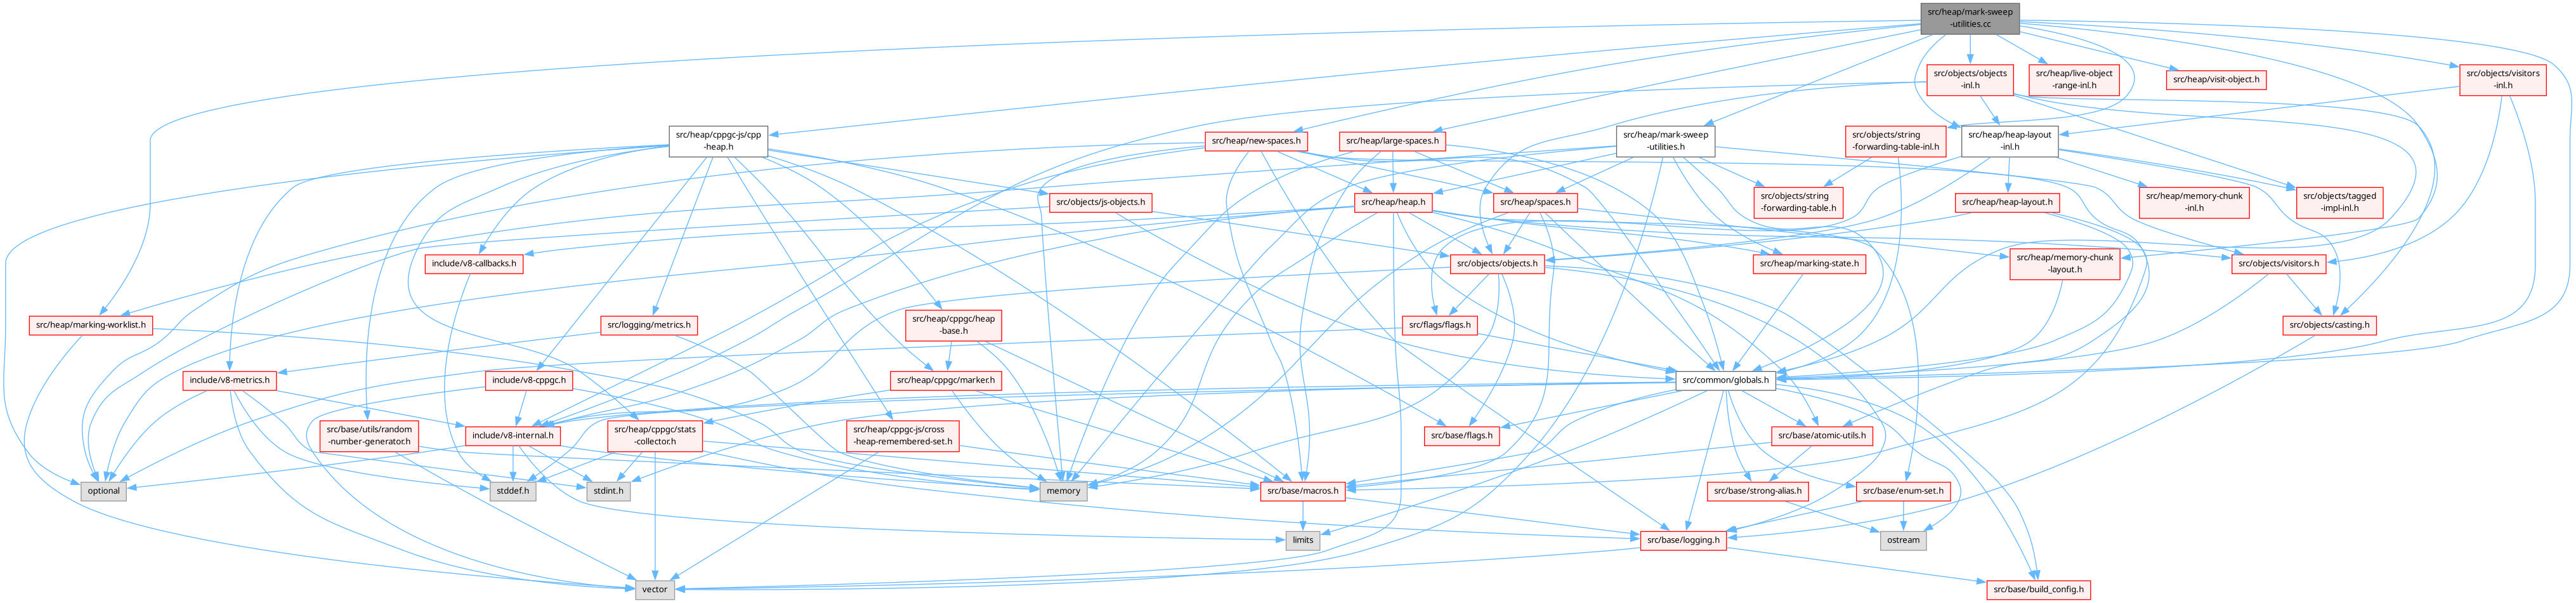 src/heap/mark-sweep
-utilities.cc
src/objects/objects
-inl.h
src/heap/live-object
-range-inl.h
src/heap/visit-object.h
src/objects/visitors
-inl.h
src/heap/cppgc-js/cpp
-heap.h
src/heap/new-spaces.h
src/heap/large-spaces.h
src/heap/mark-sweep
-utilities.h
src/objects/string
-forwarding-table-inl.h
src/heap/heap-layout
-inl.h
src/objects/js-objects.h
src/heap/heap.h
src/heap/spaces.h
src/objects/string
-forwarding-table.h
src/heap/heap-layout.h
src/heap/memory-chunk
-inl.h
src/objects/tagged
-impl-inl.h
include/v8-callbacks.h
src/objects/objects.h
src/heap/marking-state.h
src/heap/memory-chunk
-layout.h
src/objects/visitors.h
src/heap/marking-worklist.h
src/logging/metrics.h
src/heap/cppgc/heap
-base.h
src/flags/flags.h
src/objects/casting.h
include/v8-metrics.h
include/v8-cppgc.h
src/heap/cppgc/marker.h
src/common/globals.h
src/base/utils/random
-number-generator.h
include/v8-internal.h
src/heap/cppgc/stats
-collector.h
src/heap/cppgc-js/cross
-heap-remembered-set.h
src/base/flags.h
src/base/atomic-utils.h
optional
stddef.h
stdint.h
memory
src/base/macros.h
src/base/strong-alias.h
src/base/enum-set.h
limits
src/base/logging.h
ostream
vector
src/base/build_config.h